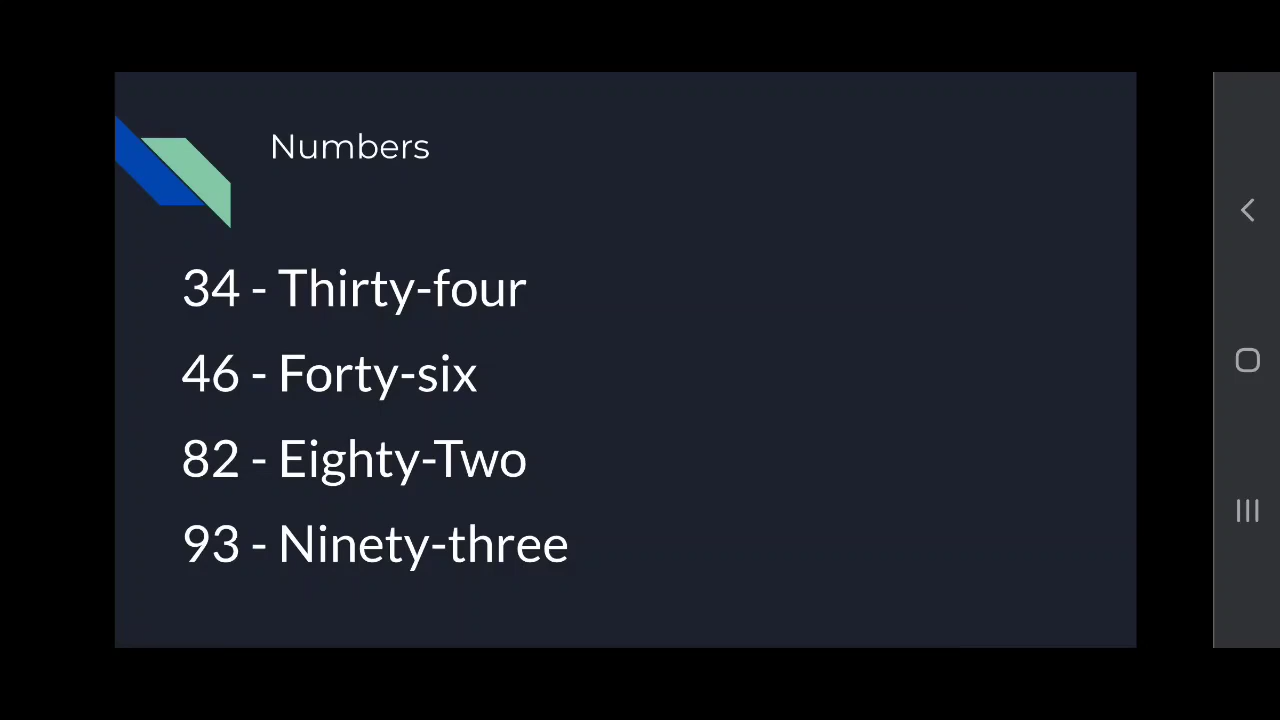 Numbers
34 - Thirty-four
46 - Forty-six
82 - Eighty-Two
93 - Ninety-three